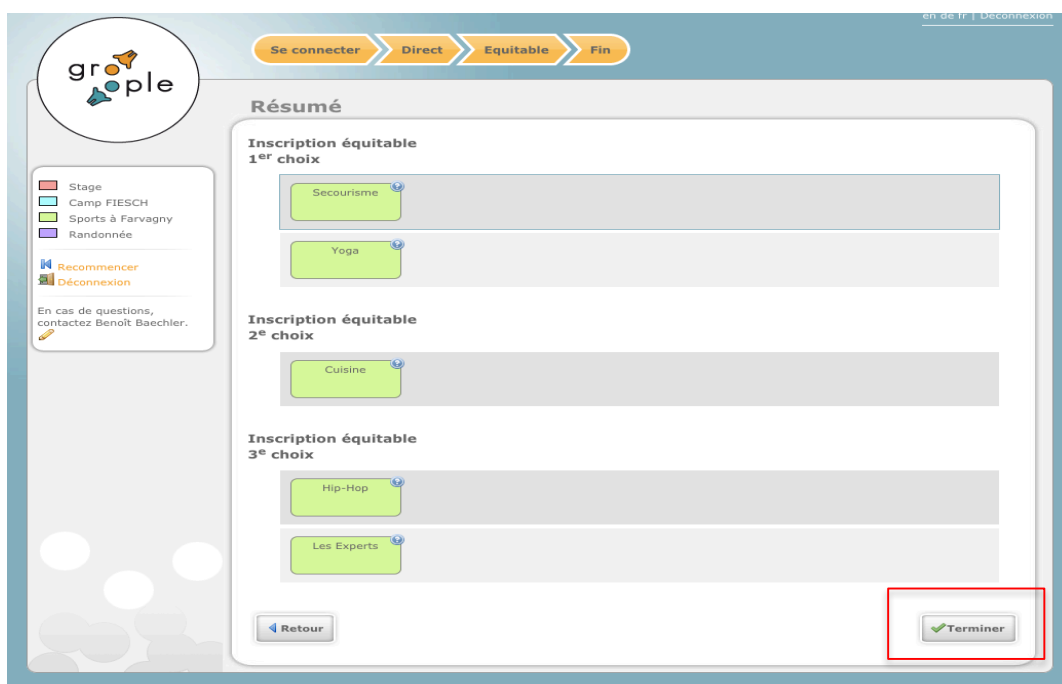 en de fr | Déconnexion
Se connecter Direct Equitable Fin
groople
Résumé
Inscription équitable
1er choix
Secourisme
Yoga
Stage
Camp FIESCH
Sports à Farvagny
Randonnée
Recommencer
Déconnexion
En cas de questions,
contactez Benoît Baechler.
Inscription équitable
2e choix
Cuisine
Inscription équitable
3e choix
Hip-Hop
Les Experts
Retour
Terminer